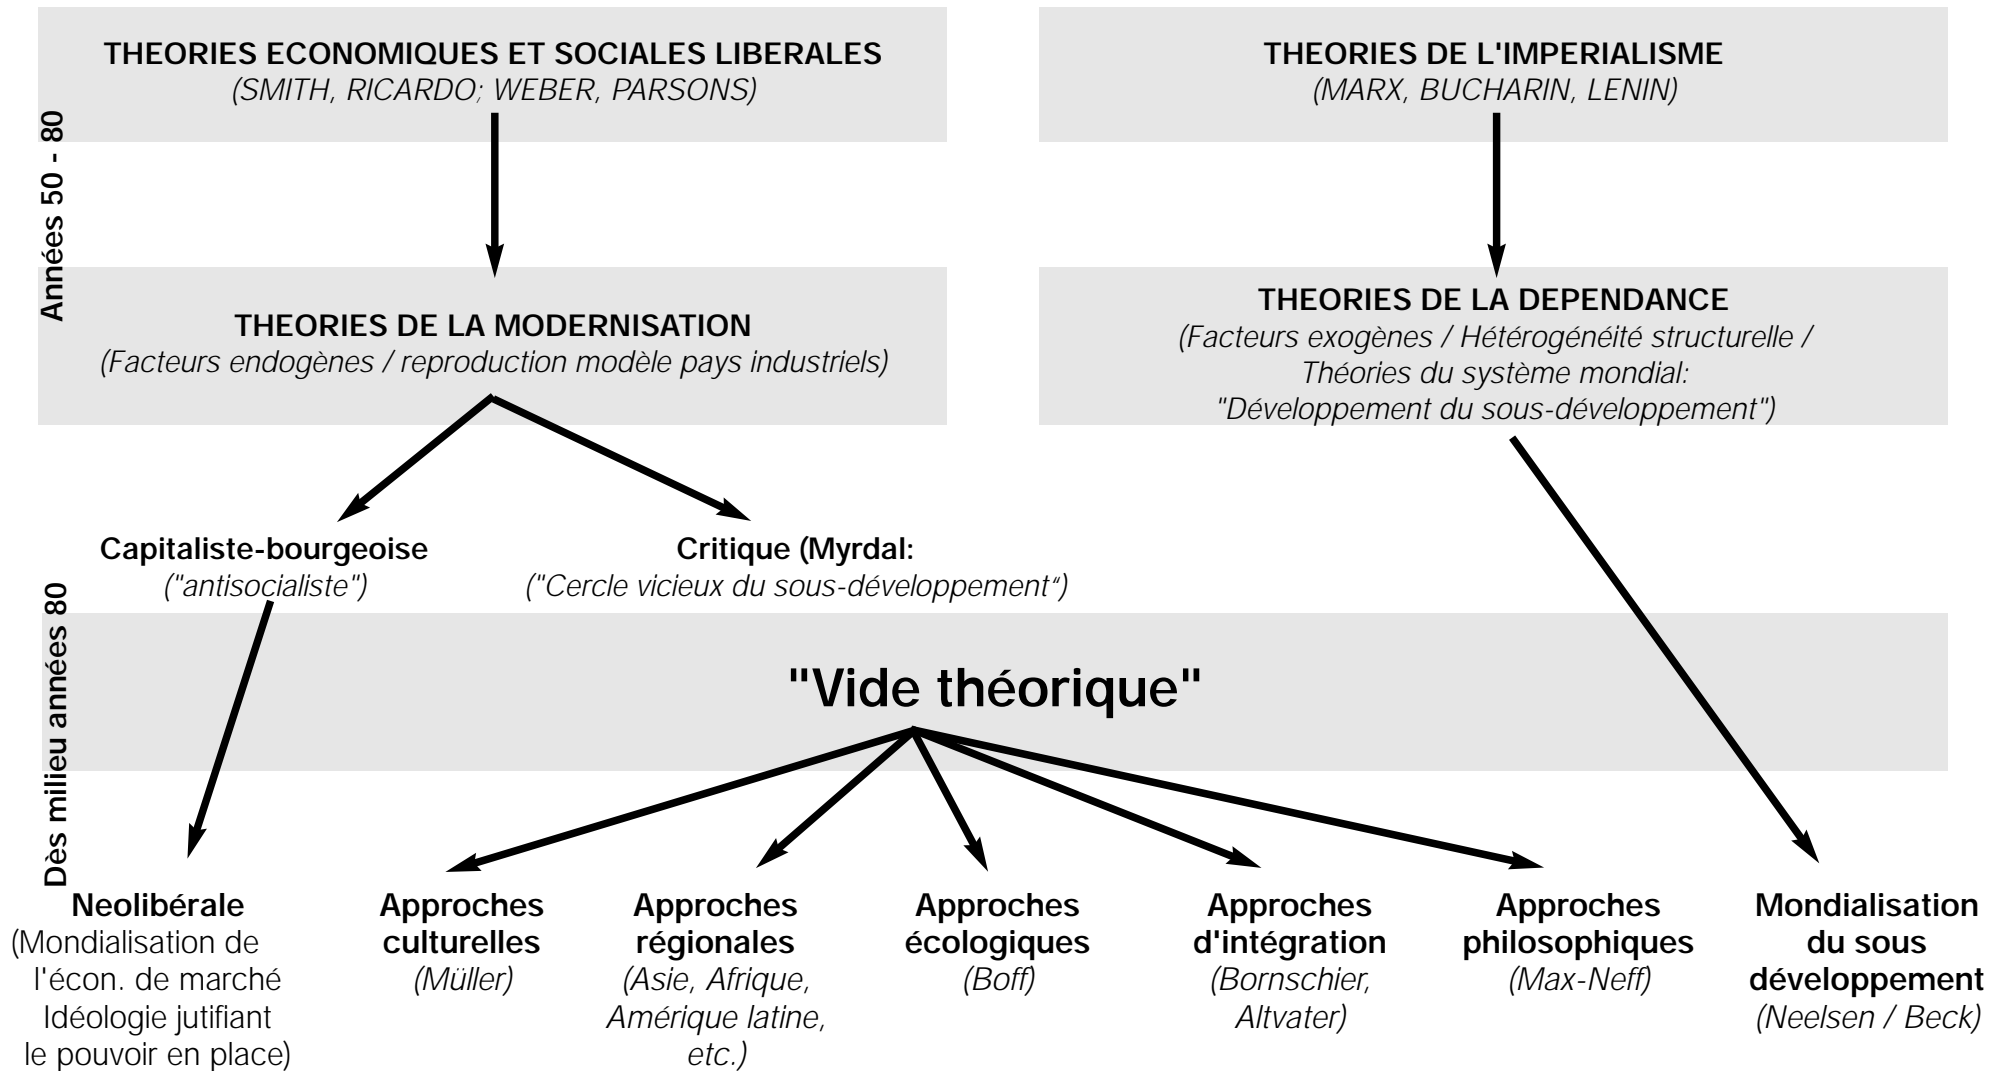 THEORIES ECONOMIQUES ET SOCIALES LIBERALES
(SMITH, RICARDO; WEBER, PARSONS)
THEORIES DE L'IMPERIALISME
(MARX, BUCHARIN, LENIN)
Années 50 - 80
THEORIES DE LA MODERNISATION
(Facteurs endogènes / reproduction modèle pays industriels)
THEORIES DE LA DEPENDANCE
(Facteurs exogènes / Hétérogénéité structurelle /
Théories du système mondial:
"Développement du sous-développement")
Capitaliste-bourgeoise
("antisocialiste")
Critique (Myrdal:
("Cercle vicieux du sous-développement“)
Dès milieu années 80
"Vide théorique"
Neolibérale
(Mondialisation de
l'écon. de marché
Idéologie jutifiant
le pouvoir en place)
Approches
culturelles
(Müller)
Approches
régionales
(Asie, Afrique,
Amérique latine,
etc.)
Approches
écologiques
(Boff)
Approches
d'intégration
(Bornschier,
Altvater)
Approches
philosophiques
(Max-Neff)
Mondialisation
du sous
développement
(Neelsen / Beck)